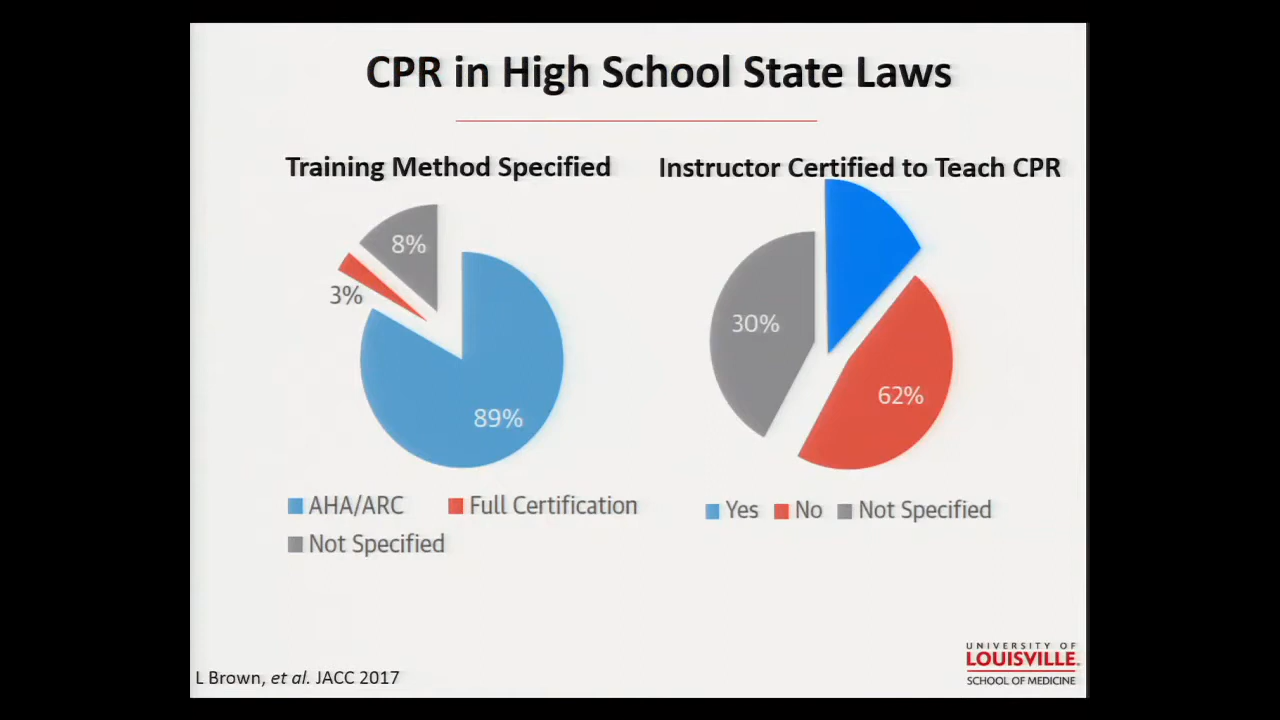 CPR in High School State Laws
Training Method Specified
Instructor Certified to Teach CPR
8%
3%
89%
30%
62%
AHA/ARC
Full Certification
Not Specified
Yes
No
Not Specified
L Brown, et al. JACC 2017
UNIVERSITY OF
LOUISVILLE.
SCHOOL OF MEDICINE